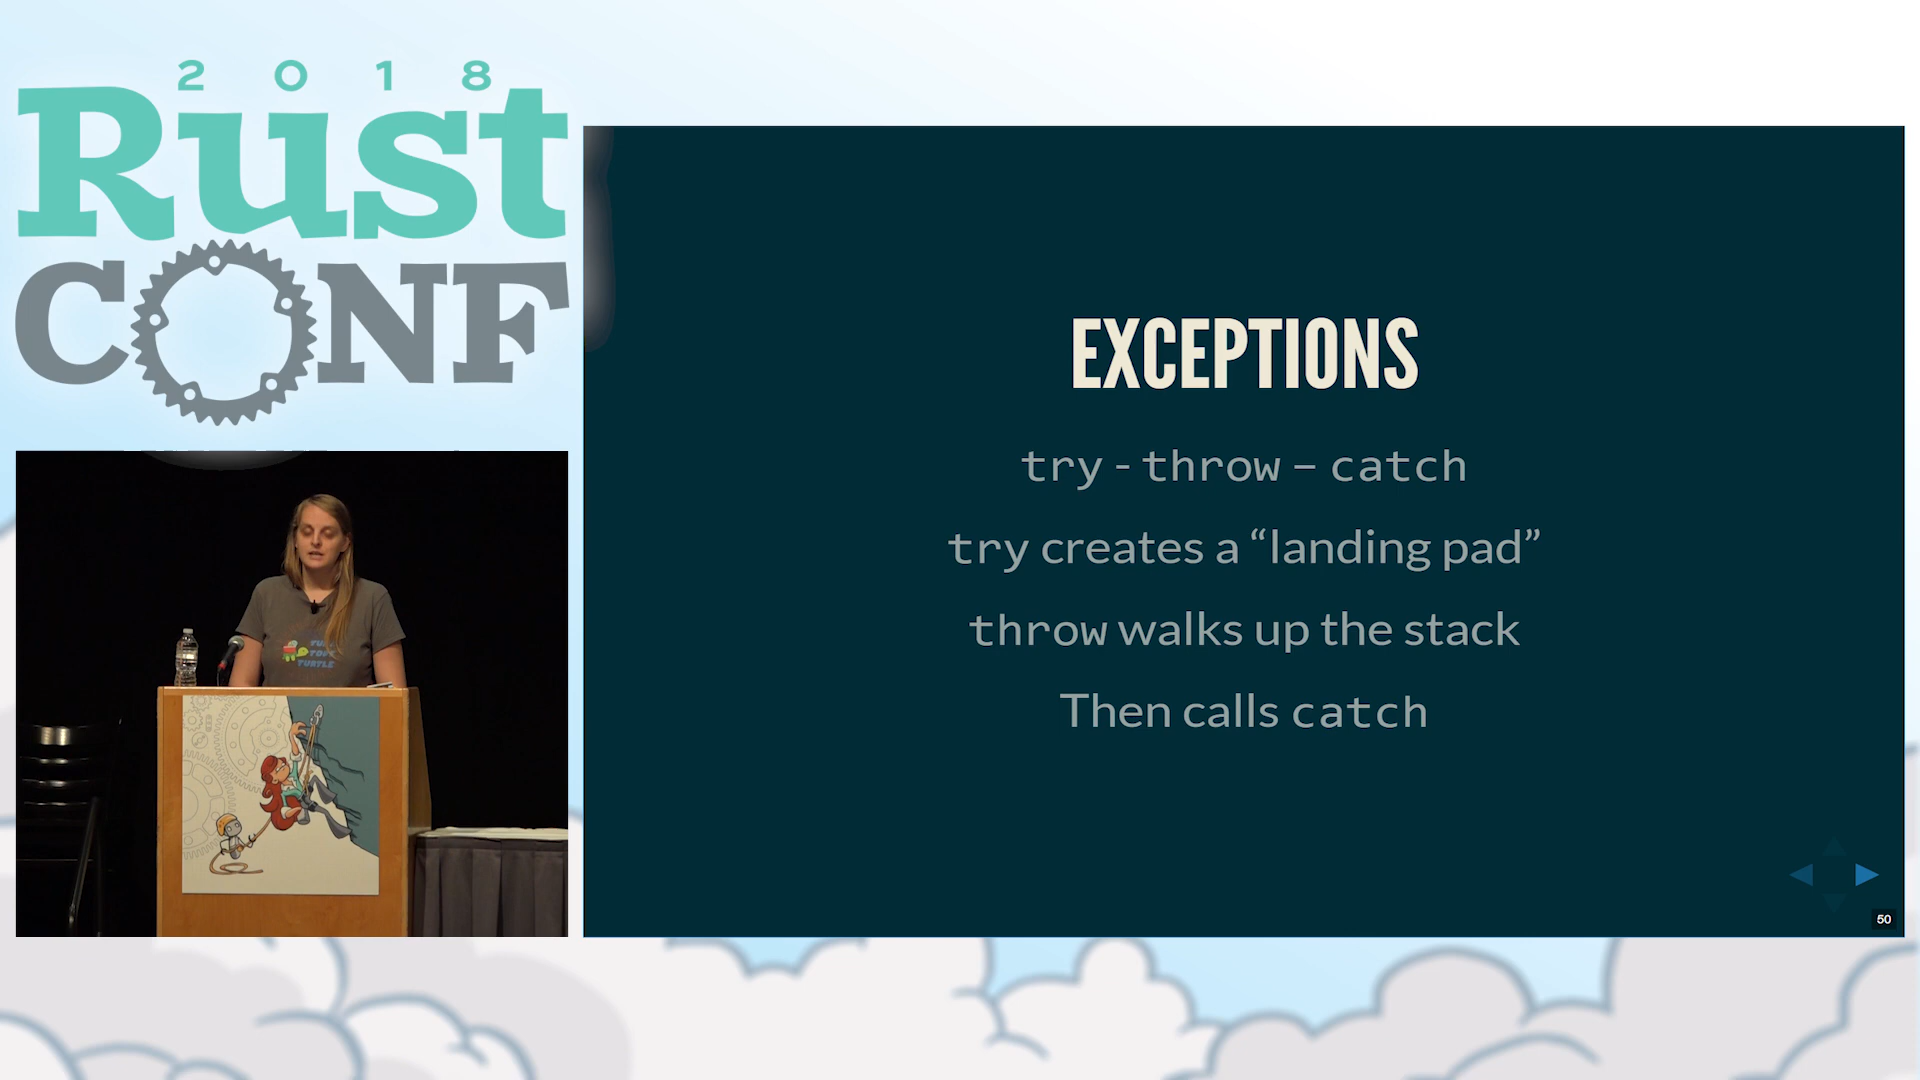 2 0 1 8
Rust
CONF
EXCEPTIONS
try - throw – catch
try creates a “landing pad”
throw walks up the stack
Then calls catch
TURTLE
50